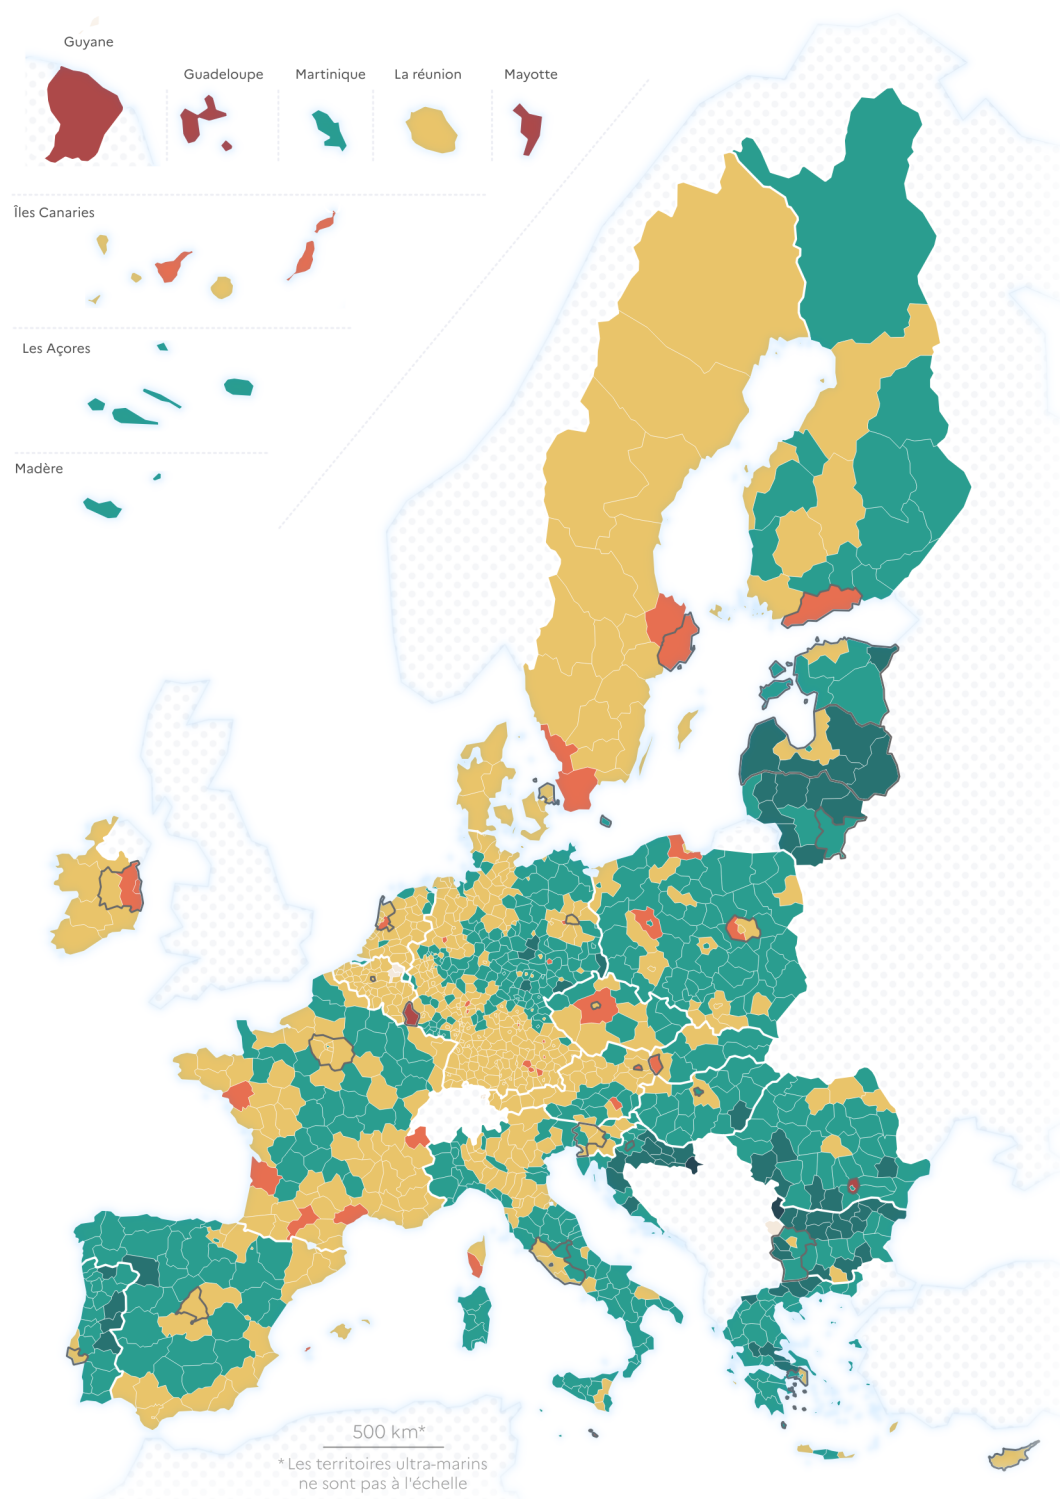 Guyane
Guadeloupe
Martinique
La réunion
Mayotte
Îles Canaries
Les Açores
Madère
500 km*
* Les territoires ultra-marins
ne sont pas à l'échelle